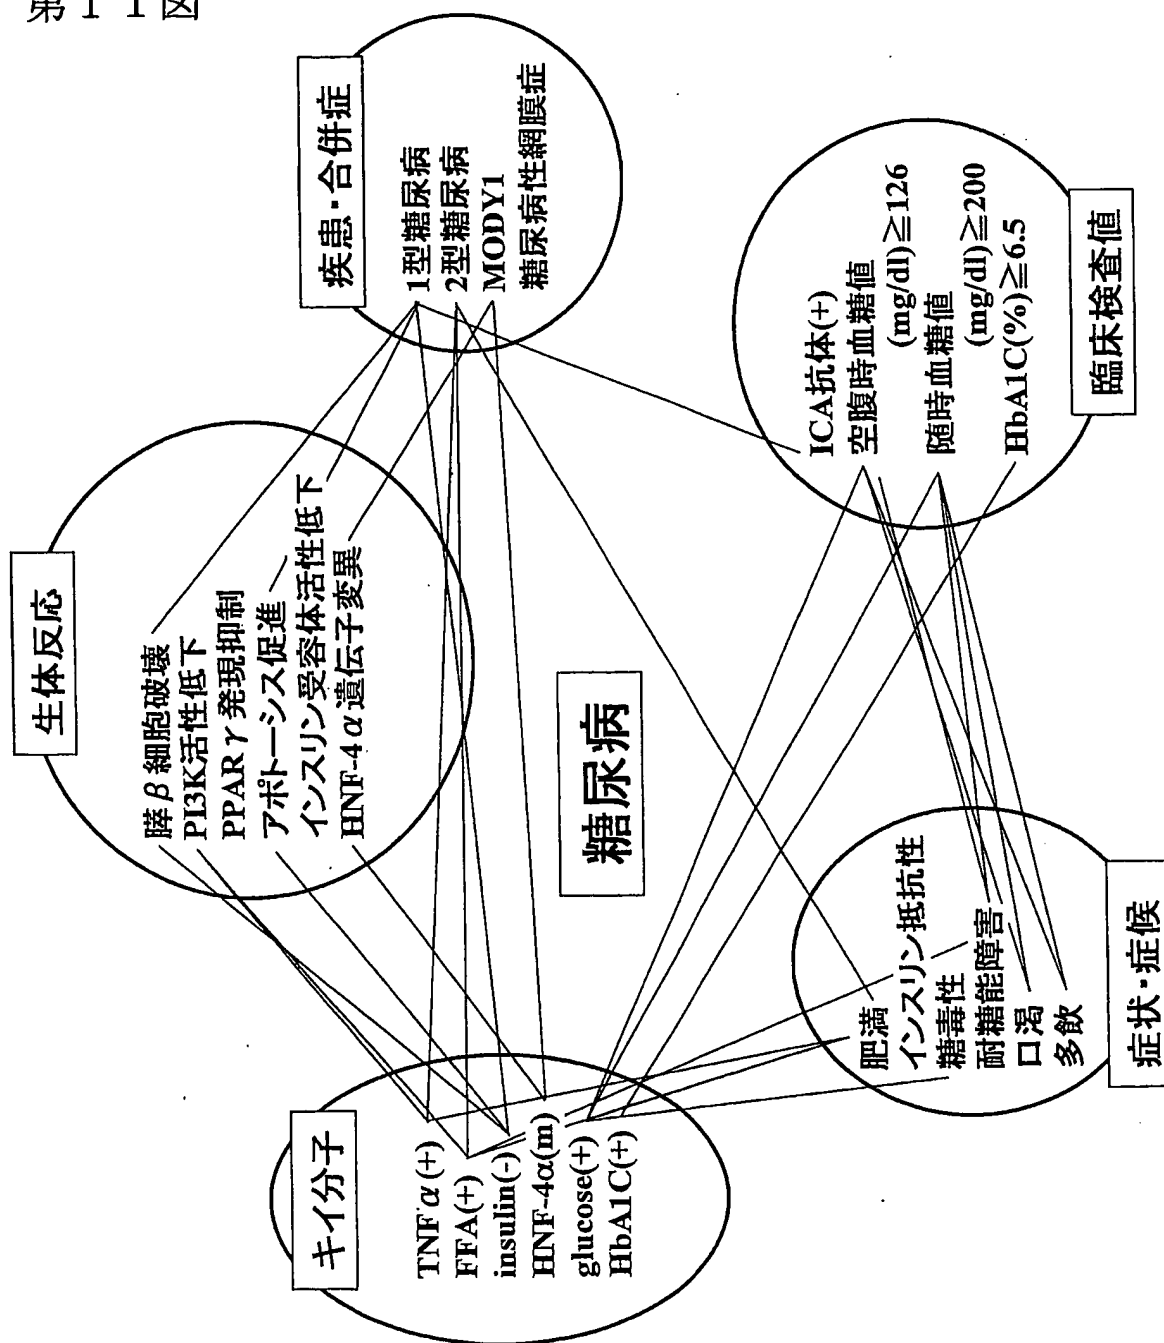 第11図
キイ分子
TNFα(+)
FFA(+)
insulin(-)
HNF-4α(m)
glucose(+)
HbA1C(+)
生体反応
膵β細胞破壊
PI3K活性低下
PPARγ発現抑制
アポトーシス促進
インスリン受容体活性低下
HNF-4α遺伝子変異
疾患・合併症
1型糖尿病
2型糖尿病
MODY1
糖尿病性網膜症
糖尿病
症状・症候
肥満
インスリン抵抗性
糖毒性
耐糖能障害
口渇
多飲
臨床検査値
ICA抗体(+)
空腹時血糖値
(mg/dl)≧126
随時血糖値
(mg/dl)≧200
HbA1C(%)≧6.5